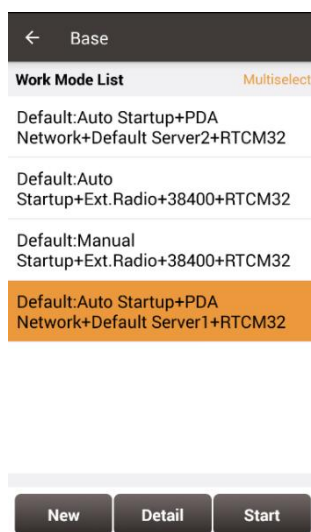 ← Base
Work Mode List Multiselect
Default:Auto Startup+PDA
Network+Default Server2+RTCM32
Default:Auto
Startup+Ext.Radio+38400+RTCM32
Default:Manual
Startup+Ext.Radio+38400+RTCM32
Default:Auto Startup+PDA
Network+Default Server1+RTCM32
New Detail Start